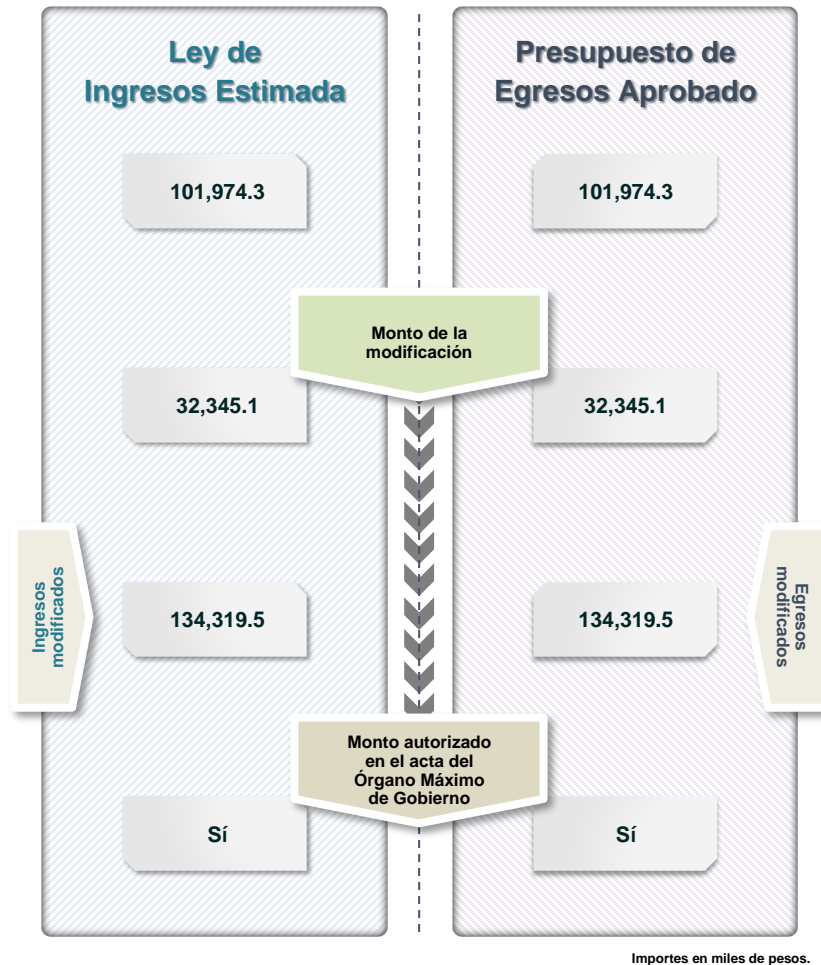 Ley de
Ingresos Estimada
Presupuesto de
Egresos Aprobado
101,974.3
101,974.3
Monto de la
modificación
32,345.1
32,345.1
Ingresos
modificados
134,319.5
134,319.5
Egresos
modificados
Monto autorizado
en el acta del
Órgano Máximo
de Gobierno
Sí
Sí
Importes en miles de pesos.